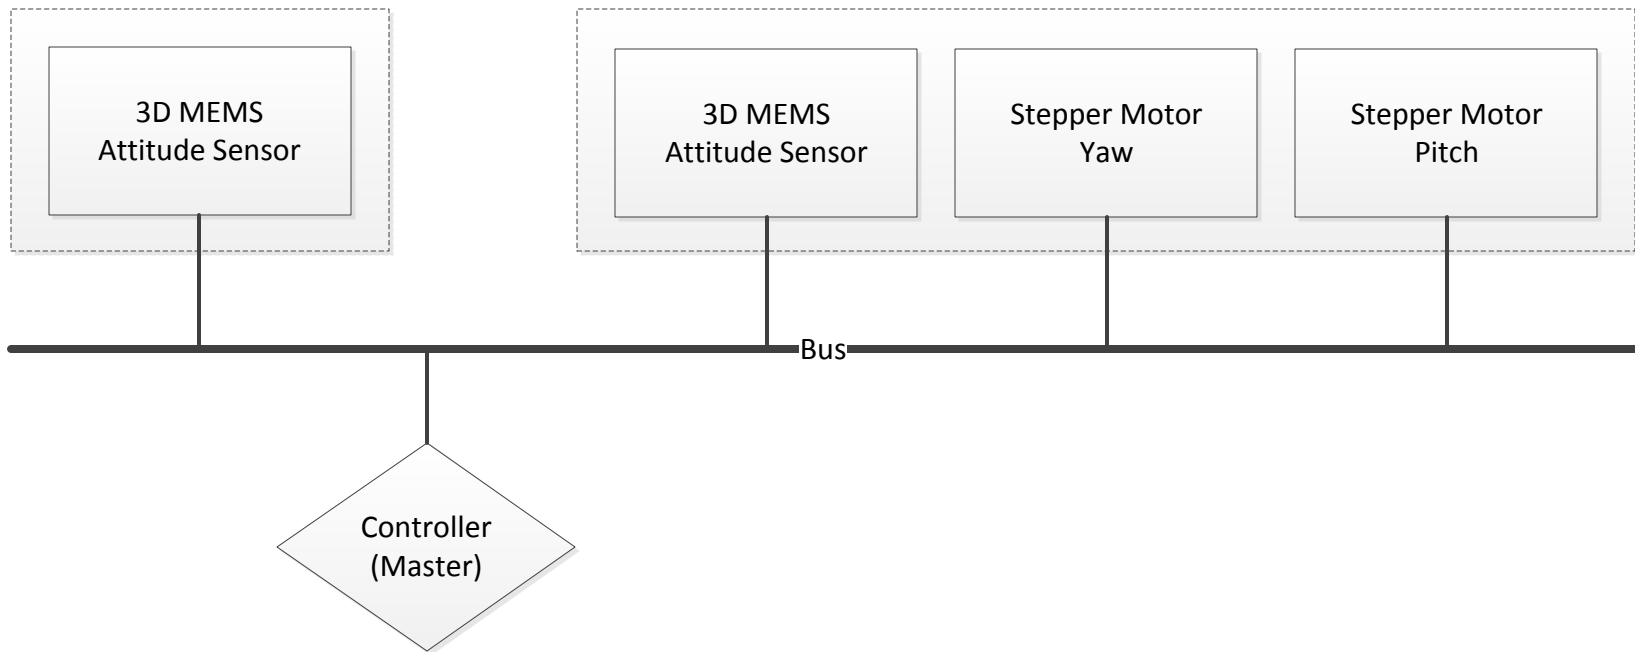 3D MEMS
Attitude Sensor
3D MEMS
Attitude Sensor
Stepper Motor
Yaw
Stepper Motor
Pitch
Bus
Controller
(Master)